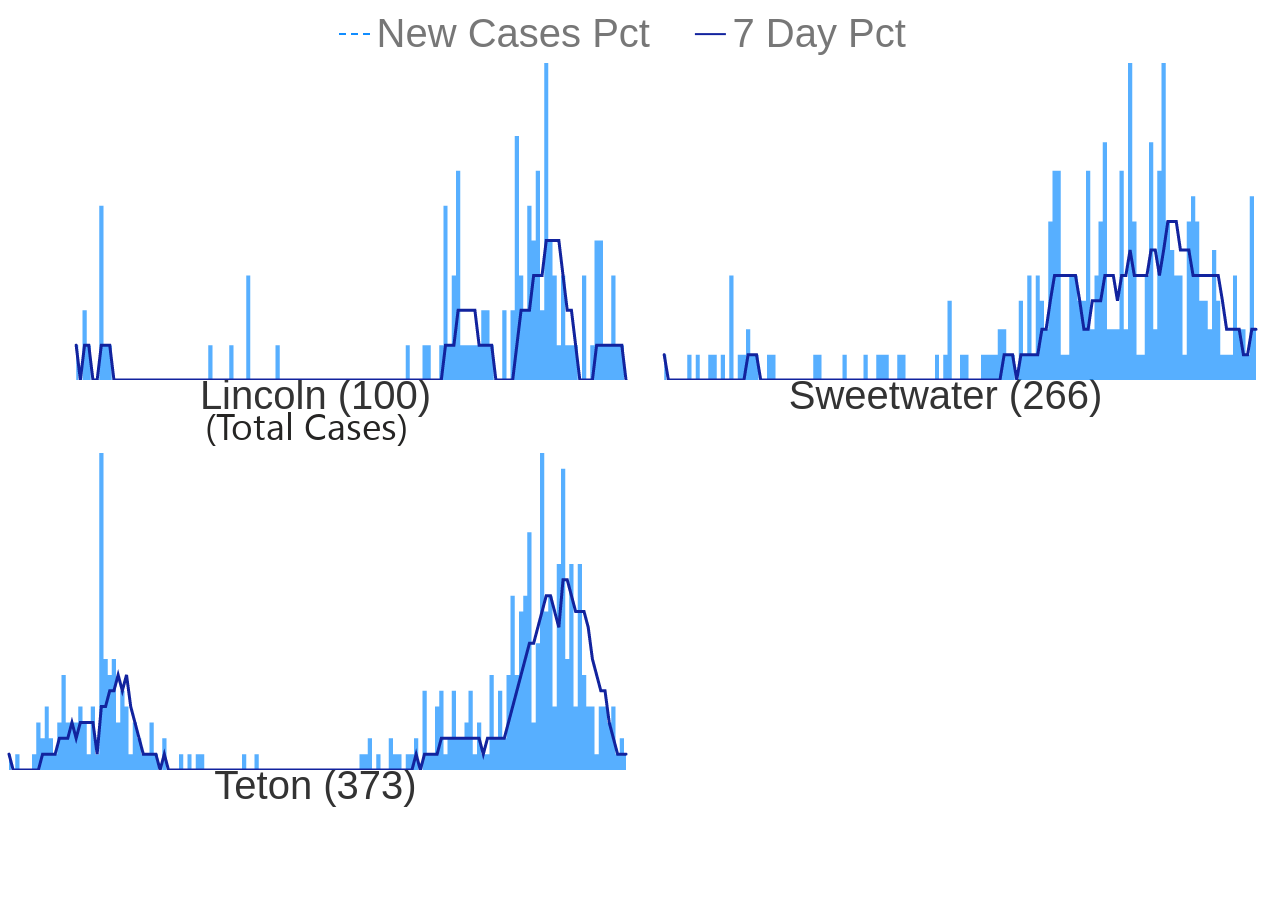 New Cases Pct 7 Day Pct
Lincoln (100)
(Total Cases)
Sweetwater (266)
Teton (373)